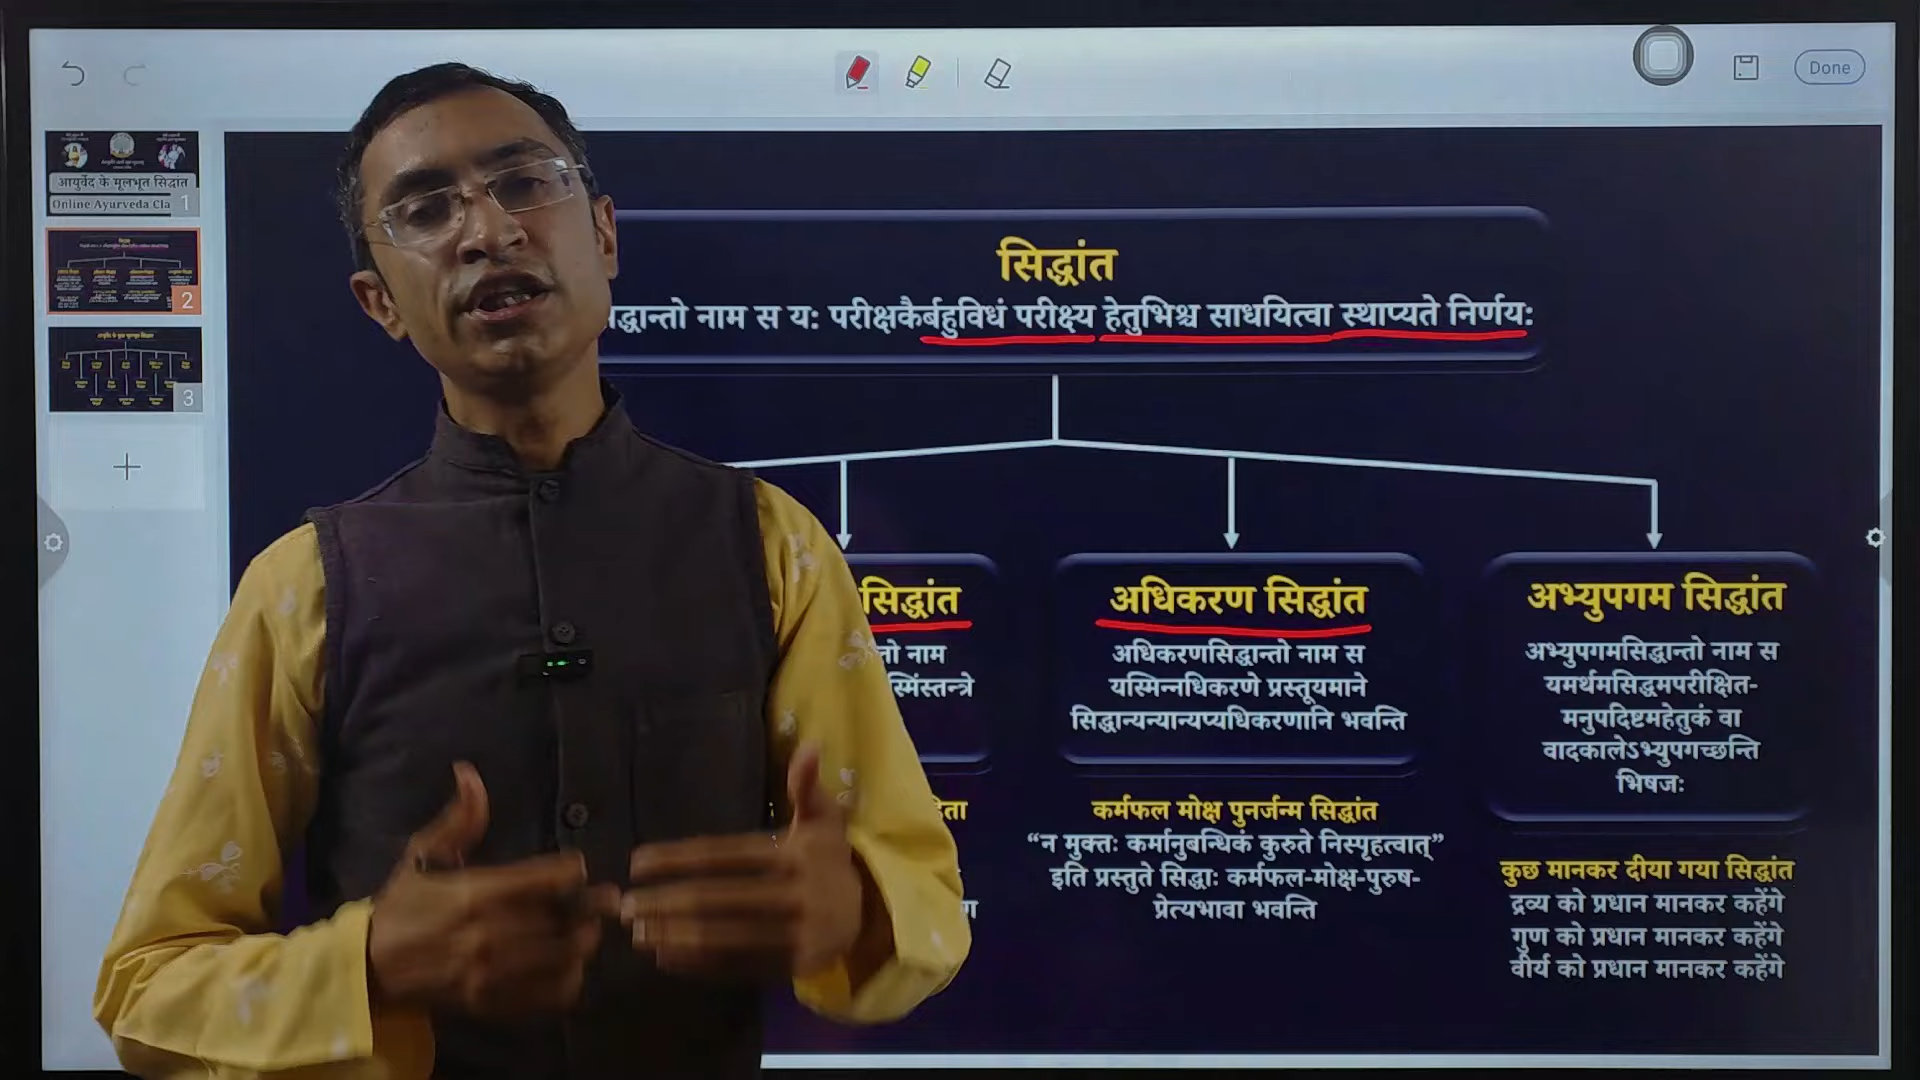 Done
आयुर्वेद के मूलभूत सिद्धांत
Online Ayurveda Cla
1
2
3
सिद्धांत
द्धान्तो नाम स य: परीक्षकैर्बहुविधं परीक्ष्य हेतुभिश्च साधयित्वा स्थाप्यते निर्णय:
सिद्धांत
तो नाम
स्मिंस्तन्त्रे
अधिकरण सिद्धांत
अधिकरणसिद्धान्तो नाम स
यस्मिन्नधिकरणे प्रस्तूयमाने
सिद्धान्यन्यान्यप्यधिकरणानि भवन्ति
कर्मफल मोक्ष पुनर्जन्म सिद्धांत
“न मुक्तः कर्मानुबन्धिकं कुरुते निस्पृहत्वात्”
इति प्रस्तुते सिद्धाः कर्मफल-मोक्ष-पुरुष-
प्रेत्यभावा भवन्ति
अभ्युपगम सिद्धांत
अभ्युपगमसिद्धान्तो नाम स
यमर्थमसिद्धमपरीक्षित-
मनुपदिष्टमहेतुकं वा
वादकालेऽभ्युपगच्छन्ति
भिषजः
कुछ मानकर दीया गया सिद्धांत
द्रव्य को प्रधान मानकर कहेंगे
गुण को प्रधान मानकर कहेंगे
वीर्य को प्रधान मानकर कहेंगे